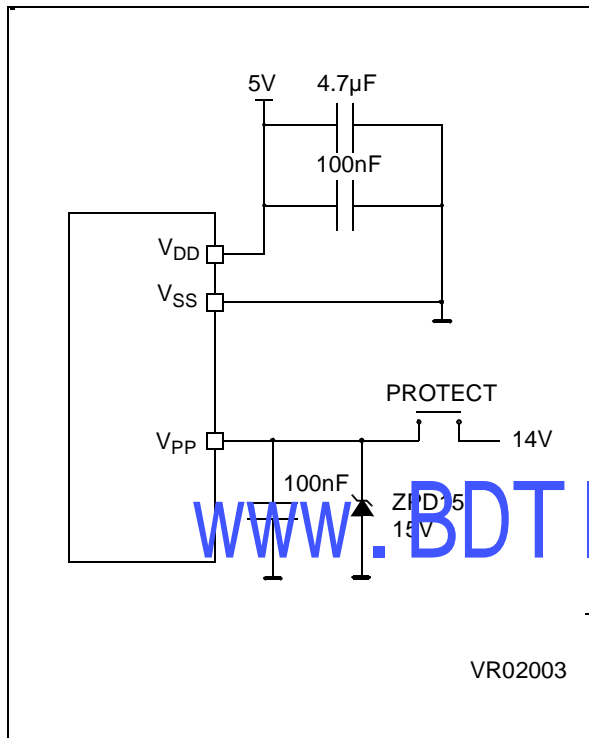 5V
4.7µF
100nF
VDD
VSS
PROTECT
VPP
14V
100nF
ZPD15
15V
www.BDT
VR02003